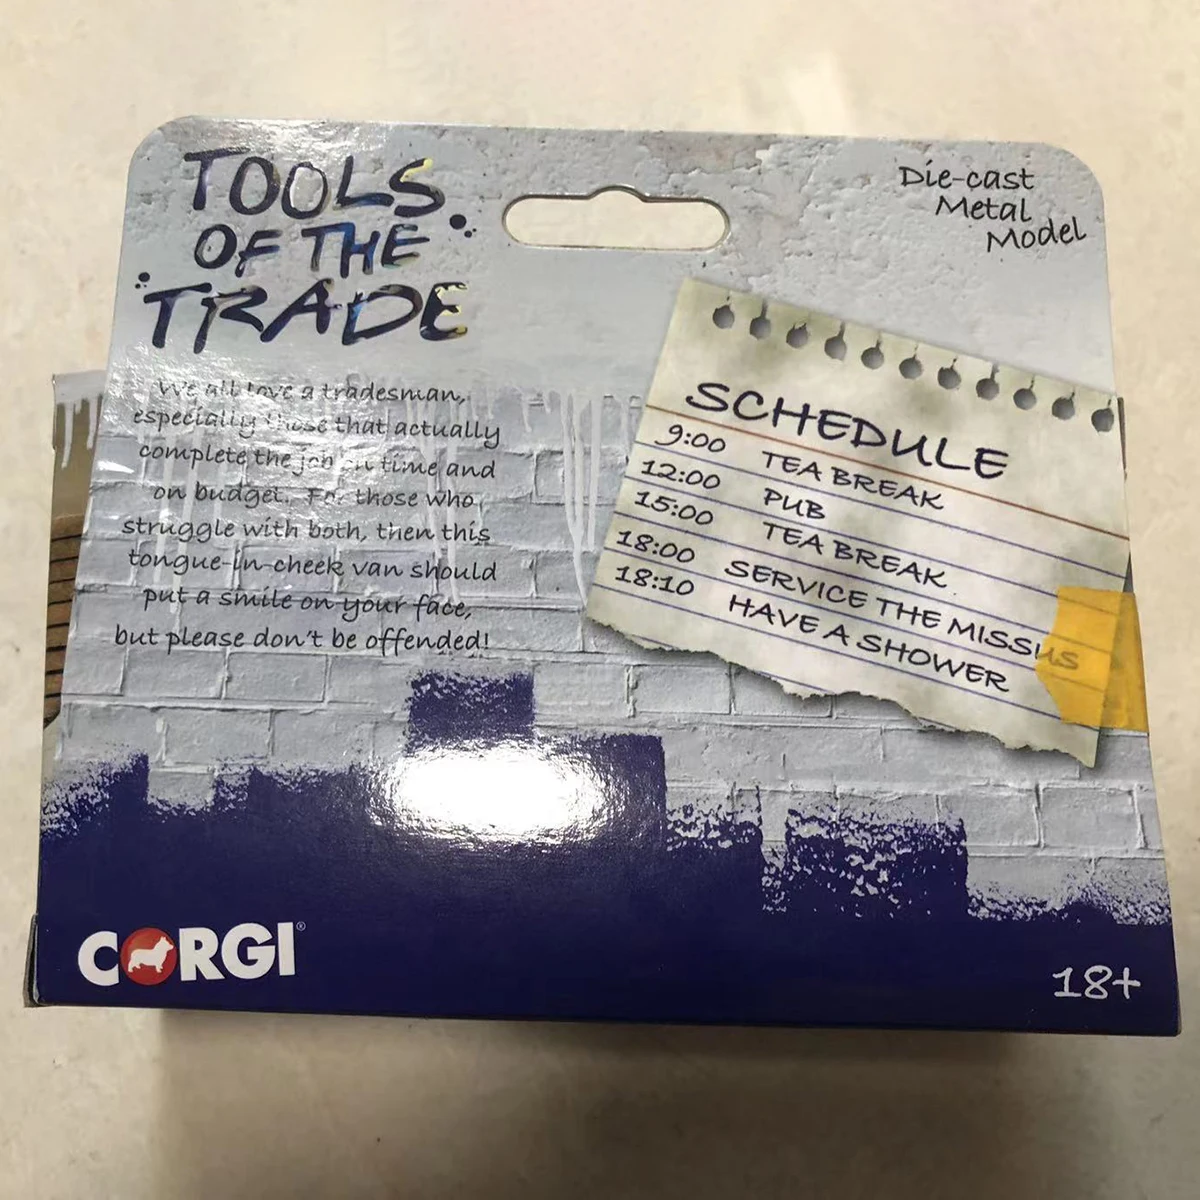 TOOLS
OF THE
TRADE
Die-cast
Metal
Model
We all love a tradesman,
especially those that actually
complete the job on time and
on budget. For those who
struggle with both, then this
tongue-in-cheek van should
put a smile on your face,
but please don't be offended!
SCHEDULE
9:00 TEA BREAK
12:00 PUB
15:00 TEA BREAK
18:00 SERVICE THE MISSUS
18:10 HAVE A SHOWER
CORGI®
18+